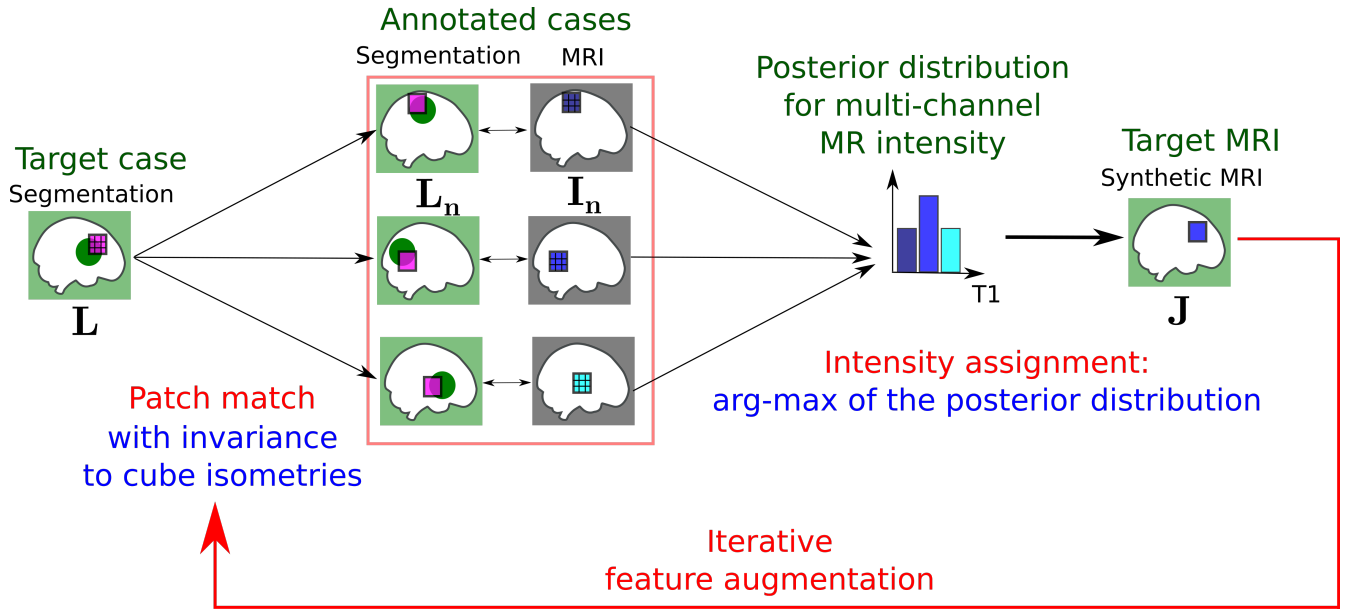 Annotated cases
Segmentation MRI
Target case
Segmentation
L
Lₙ Iₙ
Patch match
with invariance
to cube isometries
Posterior distribution
for multi-channel
MR intensity
T1
Target MRI
Synthetic MRI
J
Intensity assignment:
arg-max of the posterior distribution
Iterative
feature augmentation